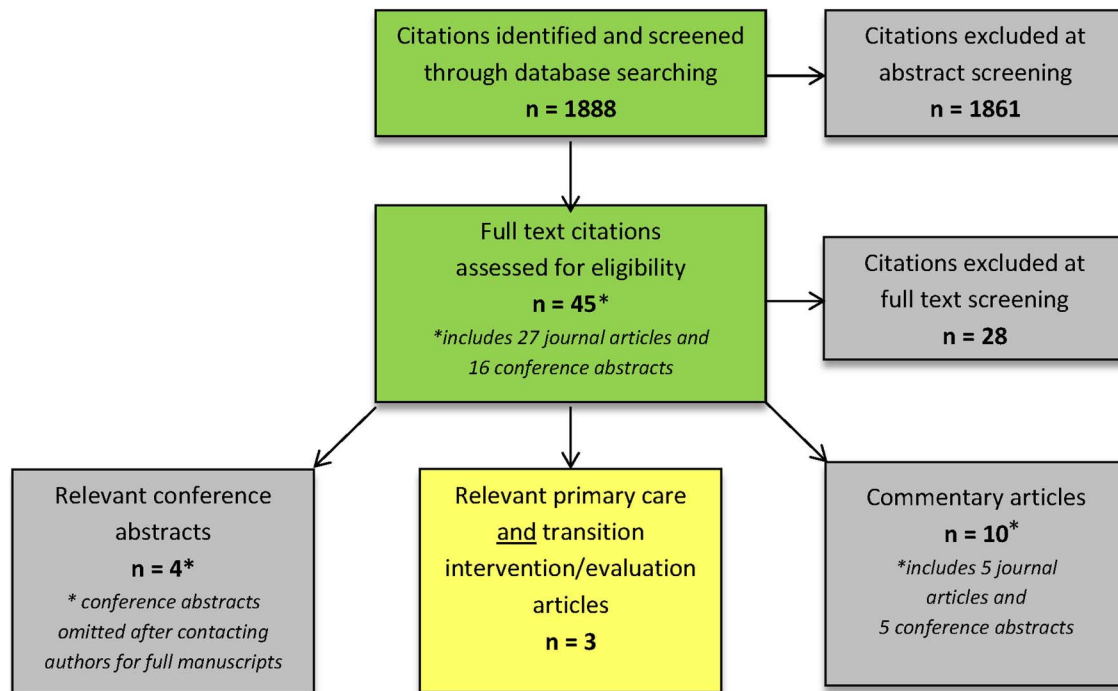 Citations identified and screened
through database searching
n = 1888
Citations excluded at
abstract screening
n = 1861
Full text citations
assessed for eligibility
n = 45*
*includes 27 journal articles and
16 conference abstracts
Citations excluded at
full text screening
n = 28
Relevant conference
abstracts
n = 4*
* conference abstracts
omitted after contacting
authors for full manuscripts
Relevant primary care
and transition
intervention/evaluation
articles
n = 3
Commentary articles
n = 10*
*includes 5 journal
articles and
5 conference abstracts